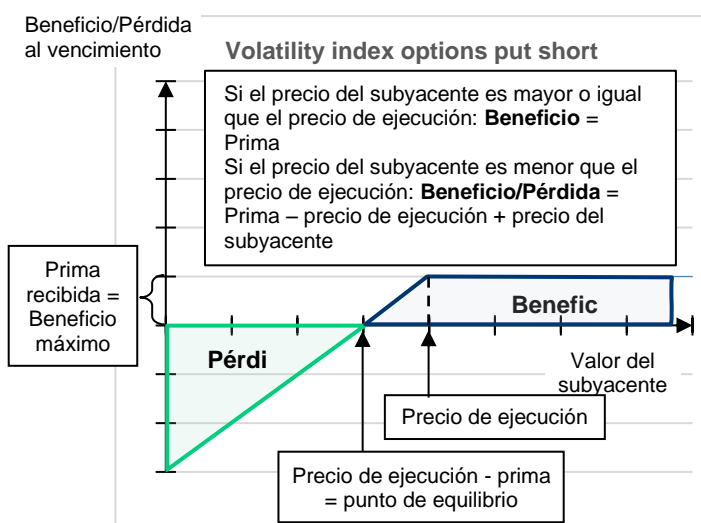 Beneficio/Pérdida
al vencimiento
Volatility index options put short
Si el precio del subyacente es mayor o igual
que el precio de ejecución: Beneficio =
Prima
Si el precio del subyacente es menor que el
precio de ejecución: Beneficio/Pérdida =
Prima – precio de ejecución + precio del
subyacente
Prima
recibida =
Beneficio
máximo
Benefic
Pérdi
Valor del
subyacente
Precio de ejecución
Precio de ejecución - prima
= punto de equilibrio